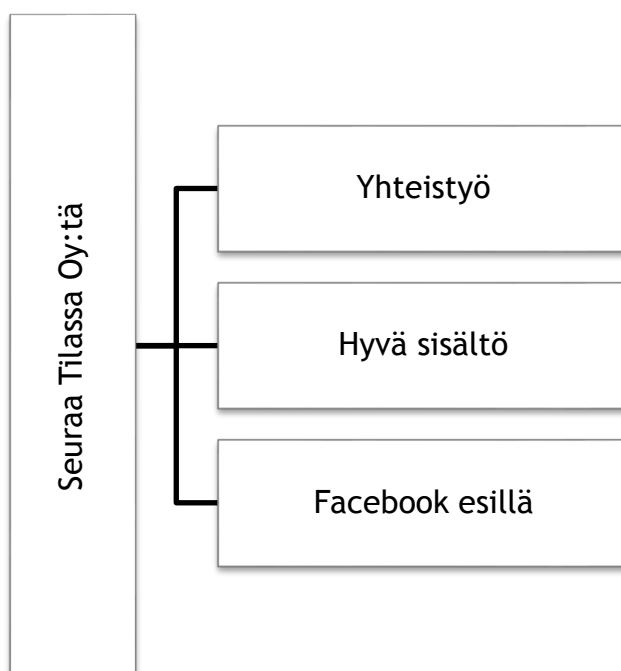 Seuraa Tilassa Oy:tä
Yhteistyö
Hyvä sisältö
Facebook esillä